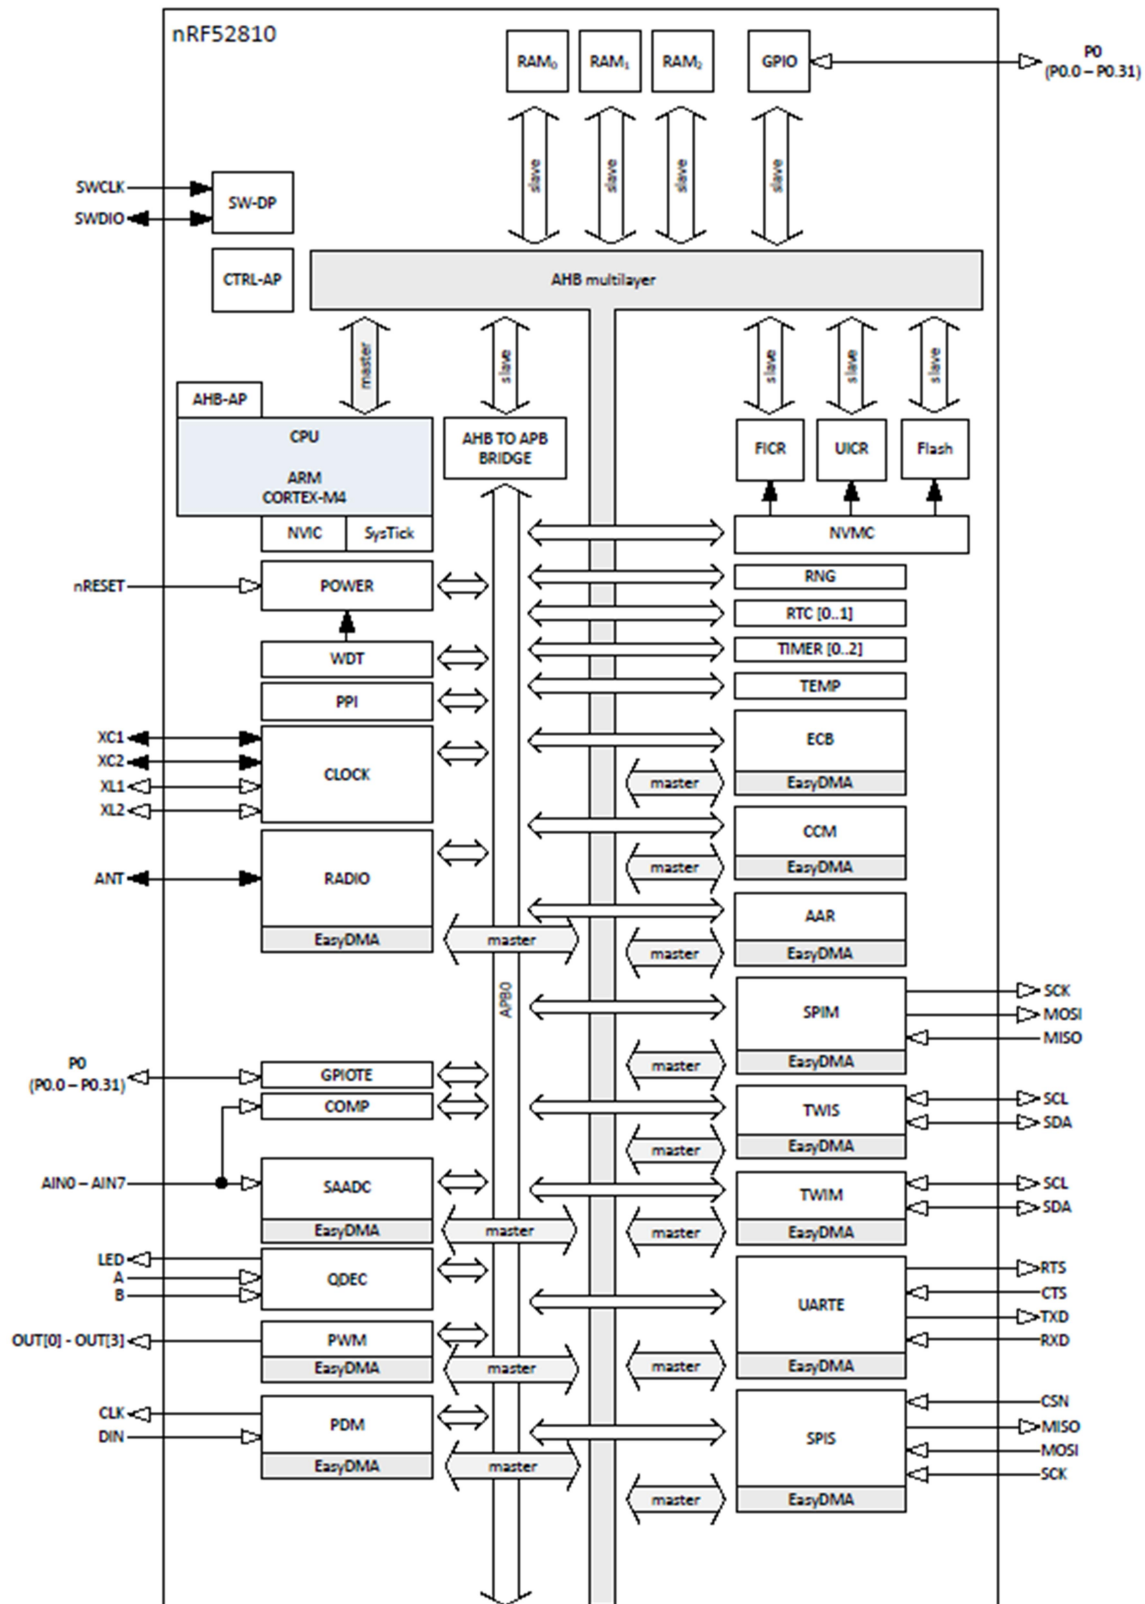 nRF52810
RAM₀
RAM₁
RAM₂
GPIO
P0
(P0.0 – P0.31)
slave
slave
slave
slave
SWCLK
SWDIO
SW-DP
CTRL-AP
AHB multilayer
master
slave
slave
slave
slave
AHB-AP
CPU
ARM
CORTEX-M4
NVIC
SysTick
AHB TO APB
BRIDGE
FICR
UICR
Flash
NVMC
nRESET
POWER
RNG
RTC [0..1]
WDT
TIMER [0..2]
PPI
TEMP
XC1
XC2
XL1
XL2
CLOCK
ECB
master
EasyDMA
CCM
master
EasyDMA
ANT
RADIO
EasyDMA
master
AAR
master
EasyDMA
APB0
SPIM
master
EasyDMA
SCK
MOSI
MISO
P0
(P0.0 – P0.31)
GPIOTE
COMP
TWIS
master
EasyDMA
SCL
SDA
AIN0 – AIN7
SAADC
EasyDMA
master
TWIM
master
EasyDMA
SCL
SDA
LED
A
B
QDEC
UARTE
master
EasyDMA
RTS
CTS
TXD
RXD
OUT[0] - OUT[3]
PWM
EasyDMA
master
CLK
DIN
PDM
EasyDMA
master
SPIS
master
EasyDMA
CSN
MISO
MOSI
SCK